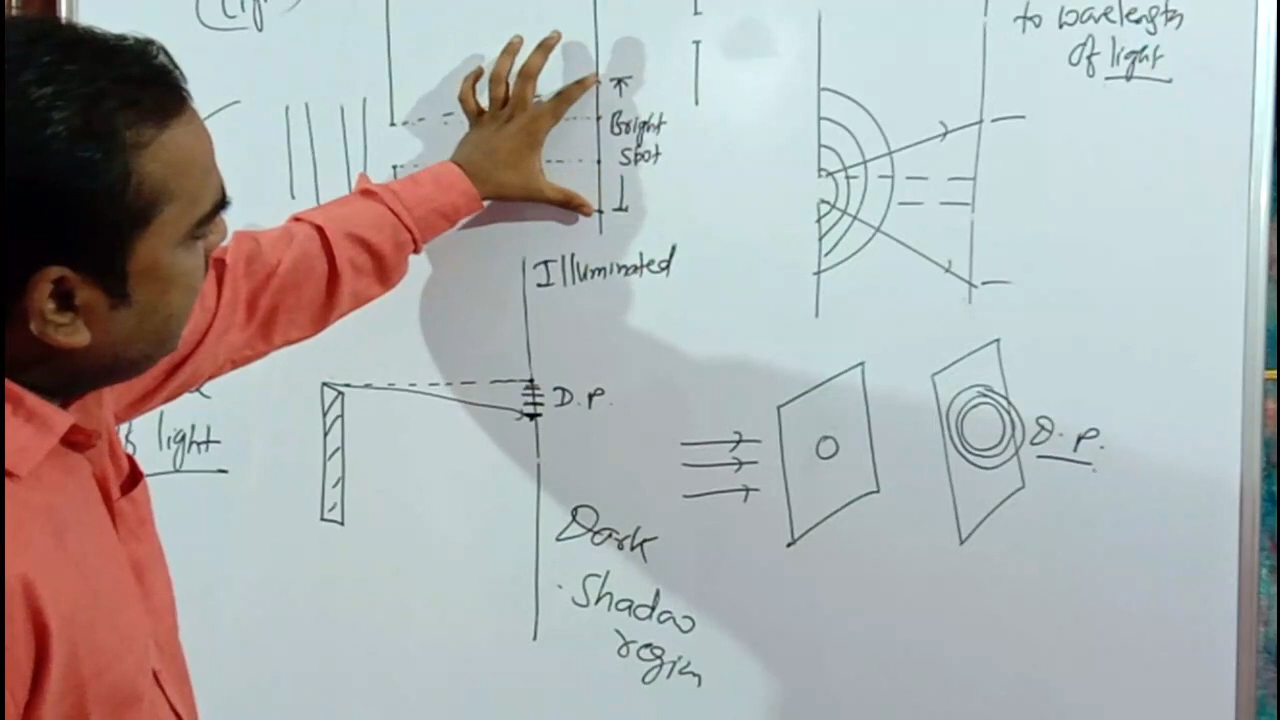 to wavelength
of light
Bright
spot
Illuminated
D.P.
light
D.P.
Dark
Shadow
region